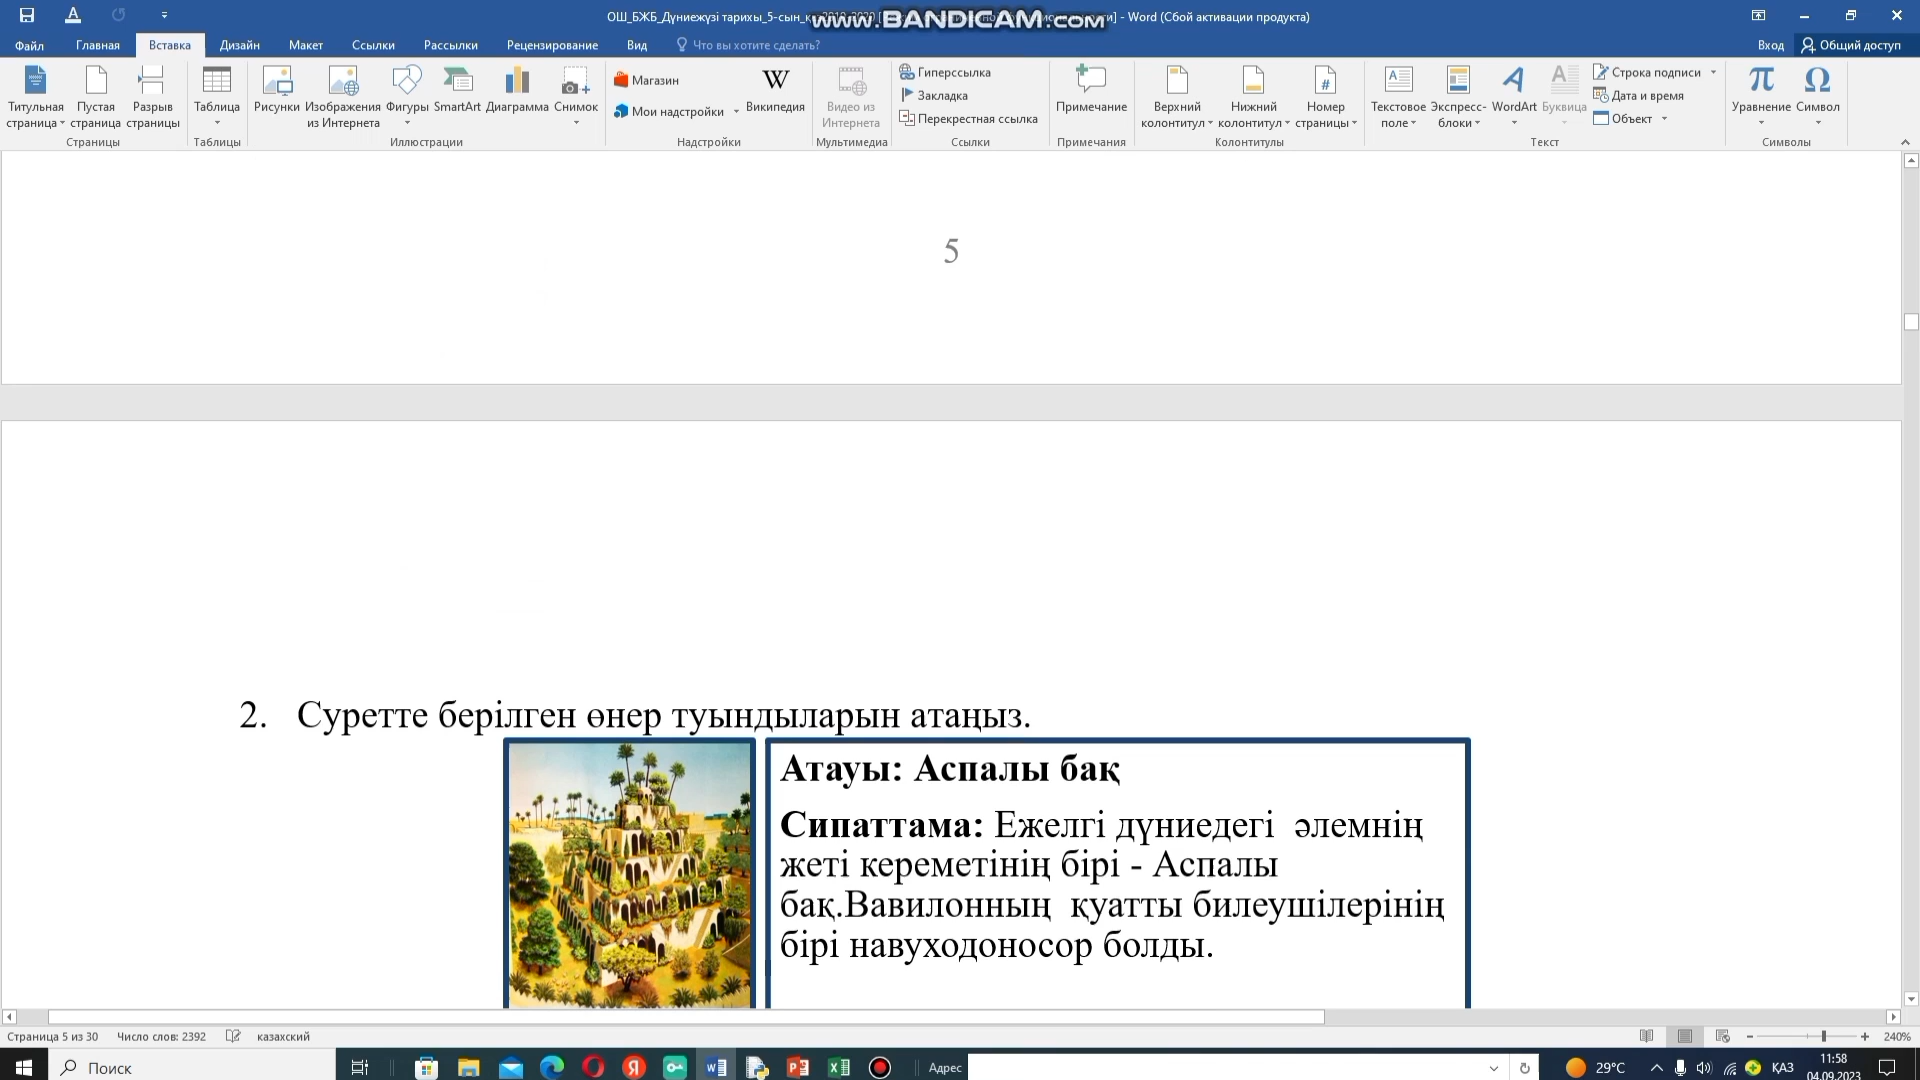 ОШ_БЖБ_Дүниежүзі тарихы_5-сын - Word (Сбой активации продукта)
WWW.BANDICAM.COM
Файл Главная Вставка Дизайн Макет Ссылки Рассылки Рецензирование Вид Что вы хотите сделать? Вход Общий доступ
Титульная страница Пустая страница Разрыв страницы Таблица Рисунки Изображения из Интернета Фигуры SmartArt Диаграмма Снимок
Магазин
Мои надстройки
W
Википедия
Видео из Интернета
Гиперссылка
Закладка
Перекрестная ссылка
Примечание
Верхний колонтитул Нижний колонтитул Номер страницы
Текстовое поле Экспресс-блоки WordArt Буквица
Строка подписи
Дата и время
Объект
Уравнение Символ
Страницы Таблицы Иллюстрации Надстройки Мультимедиа Ссылки Примечания Колонтитулы Текст Символы
5
2. Суретте берілген өнер туындыларын атаңыз.
Атауы: Аспалы бақ
Сипаттама: Ежелгі дүниедегі әлемнің
жеті кереметінің бірі - Аспалы
бақ.Вавилонның қуатты билеушілерінің
бірі навуходоносор болды.
Страница 5 из 30 Число слов: 2392 казахский 240%
Поиск Адрес 29°C ҚАЗ 11:58
04.09.2023